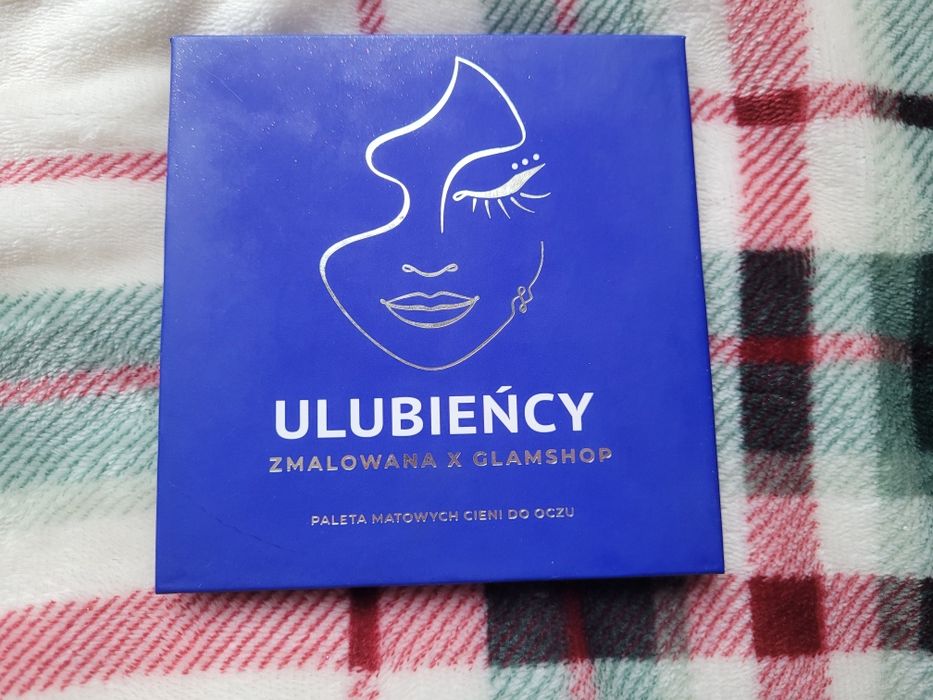 ULUBIEŃCY
ZMALOWANA X GLAMSHOP
PALETA MATOWYCH CIENI DO OCZU